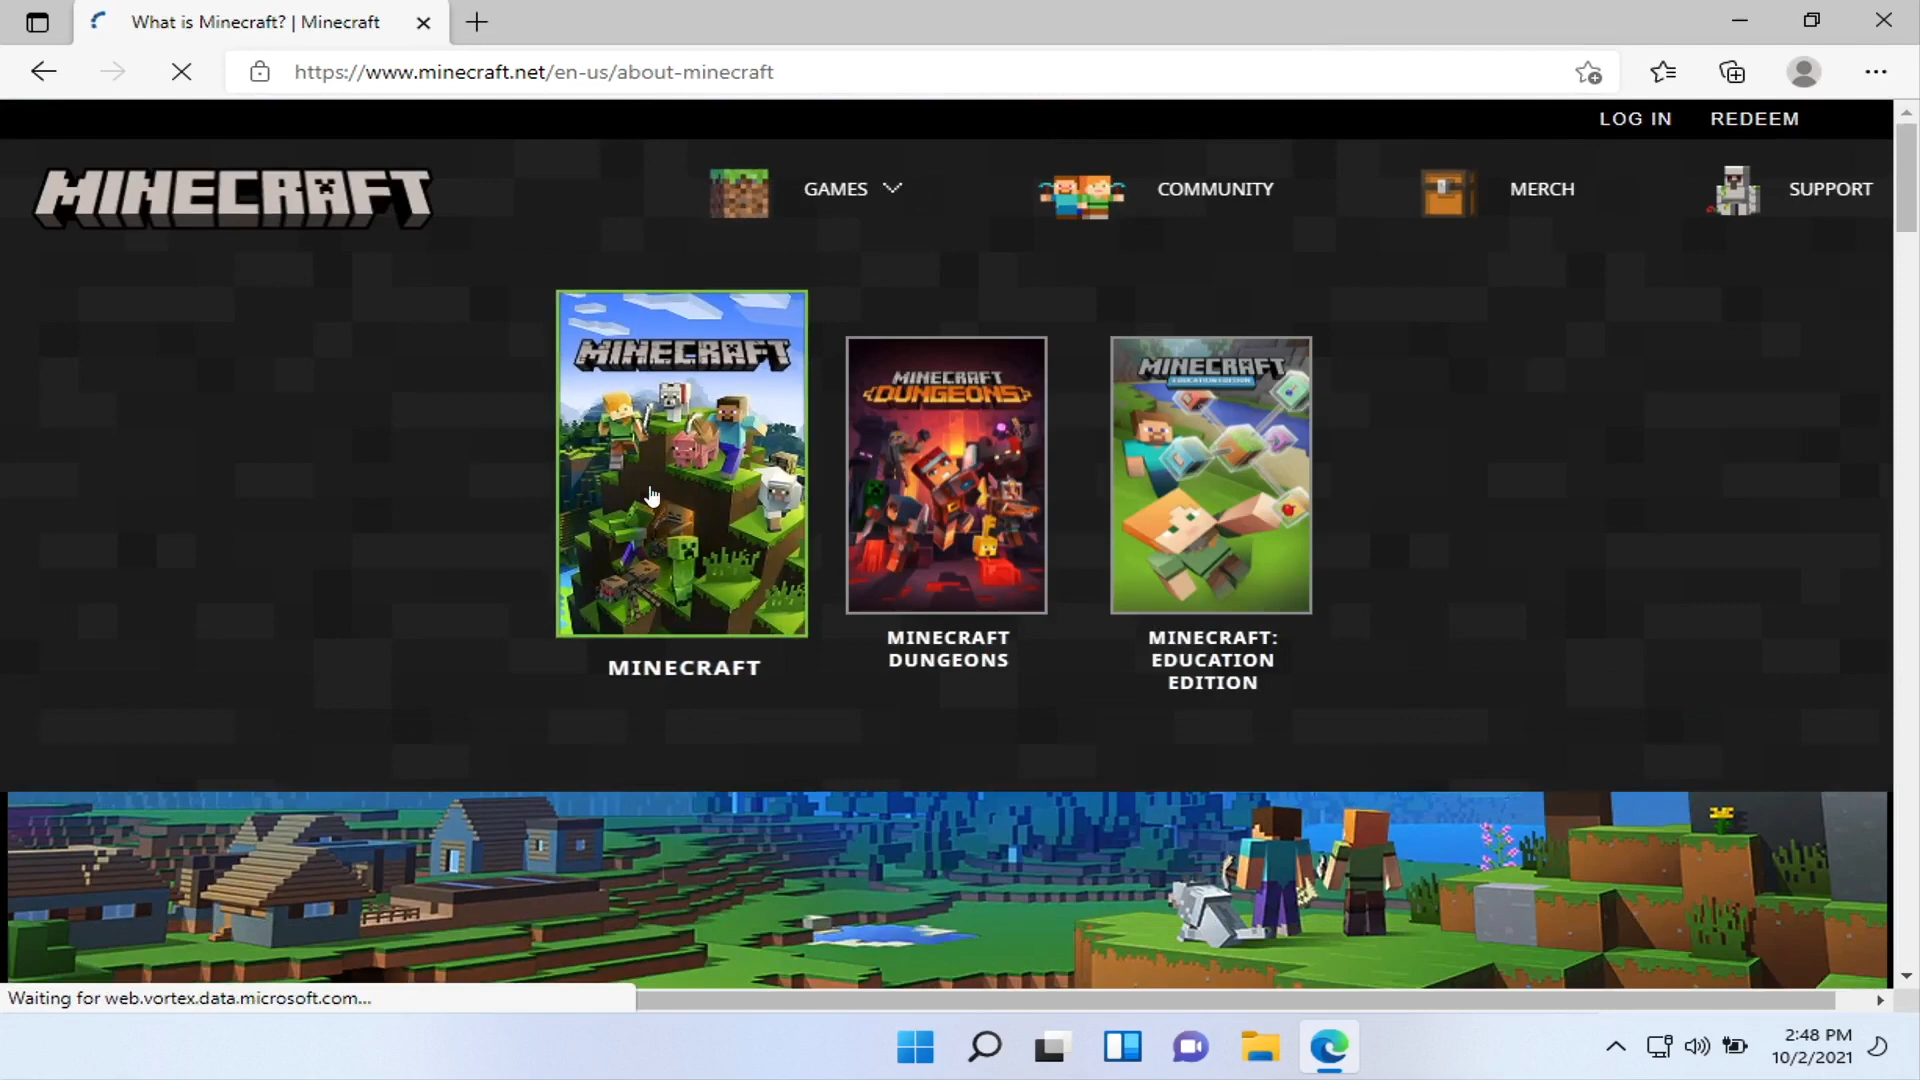 What is Minecraft? | Minecraft
https://www.minecraft.net/en-us/about-minecraft
LOG IN REDEEM
MINECRAFT
GAMES COMMUNITY MERCH SUPPORT
MINECRAFT
MINECRAFT
DUNGEONS
MINECRAFT
EDUCATION EDITION
MINECRAFT
MINECRAFT
DUNGEONS
MINECRAFT:
EDUCATION
EDITION
Waiting for web.vortex.data.microsoft.com...
2:48 PM
10/2/2021